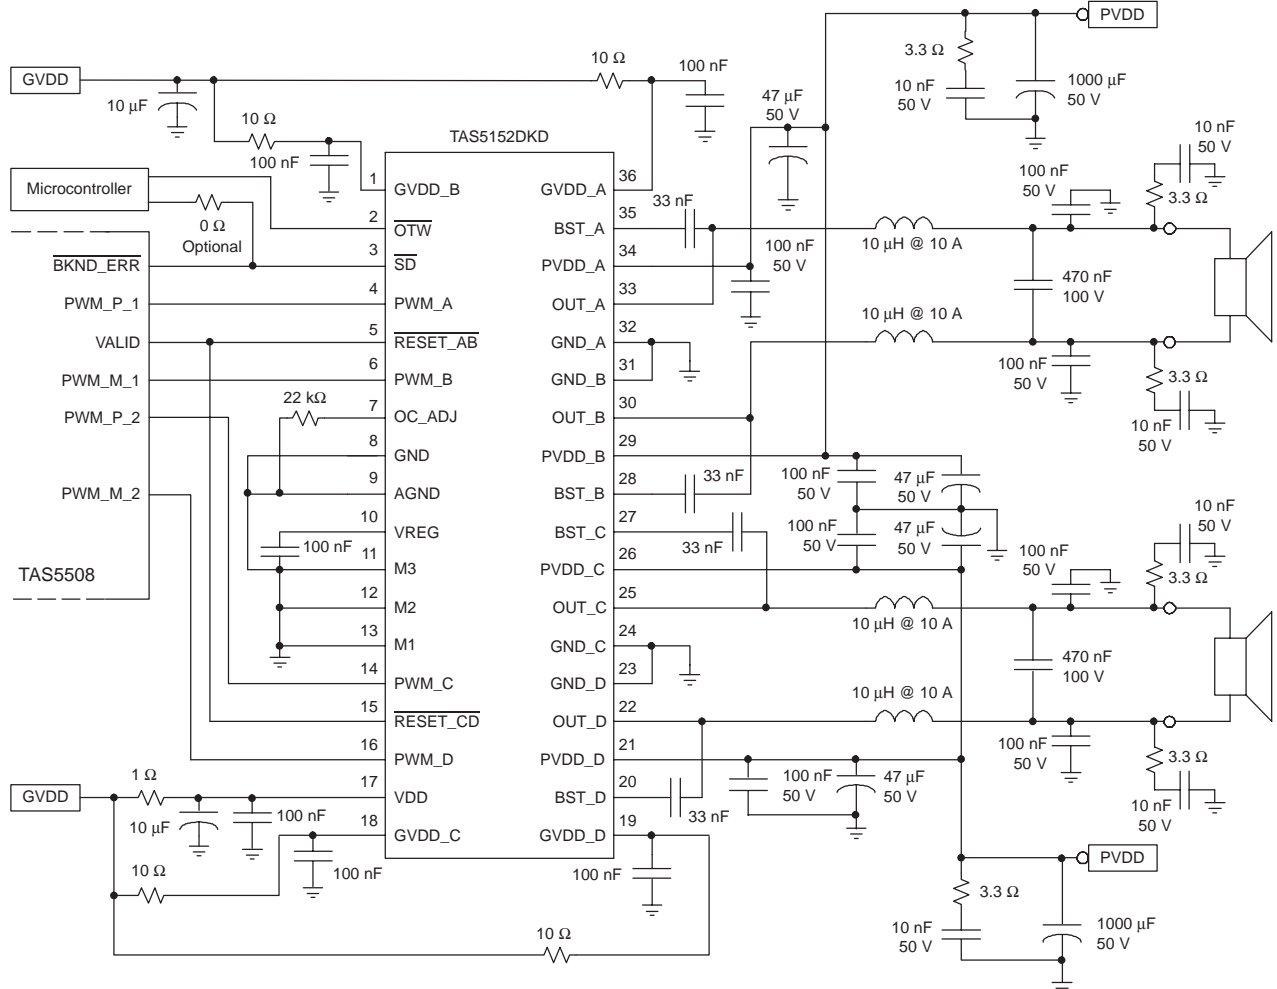 PVDD
3.3 Ω
10 nF
50 V
1000 μF
50 V
GVDD
10 μF
10 Ω
100 nF
10 Ω
100 nF
47 μF
50 V
TAS5152DKD
Microcontroller
0 Ω
Optional
TAS5508
BKND_ERR
PWM_P_1
VALID
PWM_M_1
PWM_P_2
PWM_M_2
22 kΩ
100 nF
1 GVDD_B
2 OTW
3 SD
4 PWM_A
5 RESET_AB
6 PWM_B
7 OC_ADJ
8 GND
9 AGND
10 VREG
11 M3
12 M2
13 M1
14 PWM_C
15 RESET_CD
16 PWM_D
17 VDD
18 GVDD_C
GVDD_A 36
BST_A 35
PVDD_A 34
OUT_A 33
GND_A 32
GND_B 31
OUT_B 30
PVDD_B 29
BST_B 28
BST_C 27
PVDD_C 26
OUT_C 25
GND_C 24
GND_D 23
OUT_D 22
PVDD_D 21
BST_D 20
GVDD_D 19
33 nF
100 nF
50 V
10 μH @ 10 A
10 μH @ 10 A
100 nF
50 V
10 nF
50 V
3.3 Ω
470 nF
100 V
100 nF
50 V
3.3 Ω
10 nF
50 V
33 nF
33 nF
100 nF
50 V
47 μF
50 V
100 nF
50 V
47 μF
50 V
10 μH @ 10 A
10 μH @ 10 A
100 nF
50 V
10 nF
50 V
3.3 Ω
470 nF
100 V
100 nF
50 V
3.3 Ω
10 nF
50 V
33 nF
100 nF
50 V
47 μF
50 V
GVDD
1 Ω
10 μF
100 nF
10 Ω
100 nF
100 nF
10 Ω
PVDD
3.3 Ω
10 nF
50 V
1000 μF
50 V